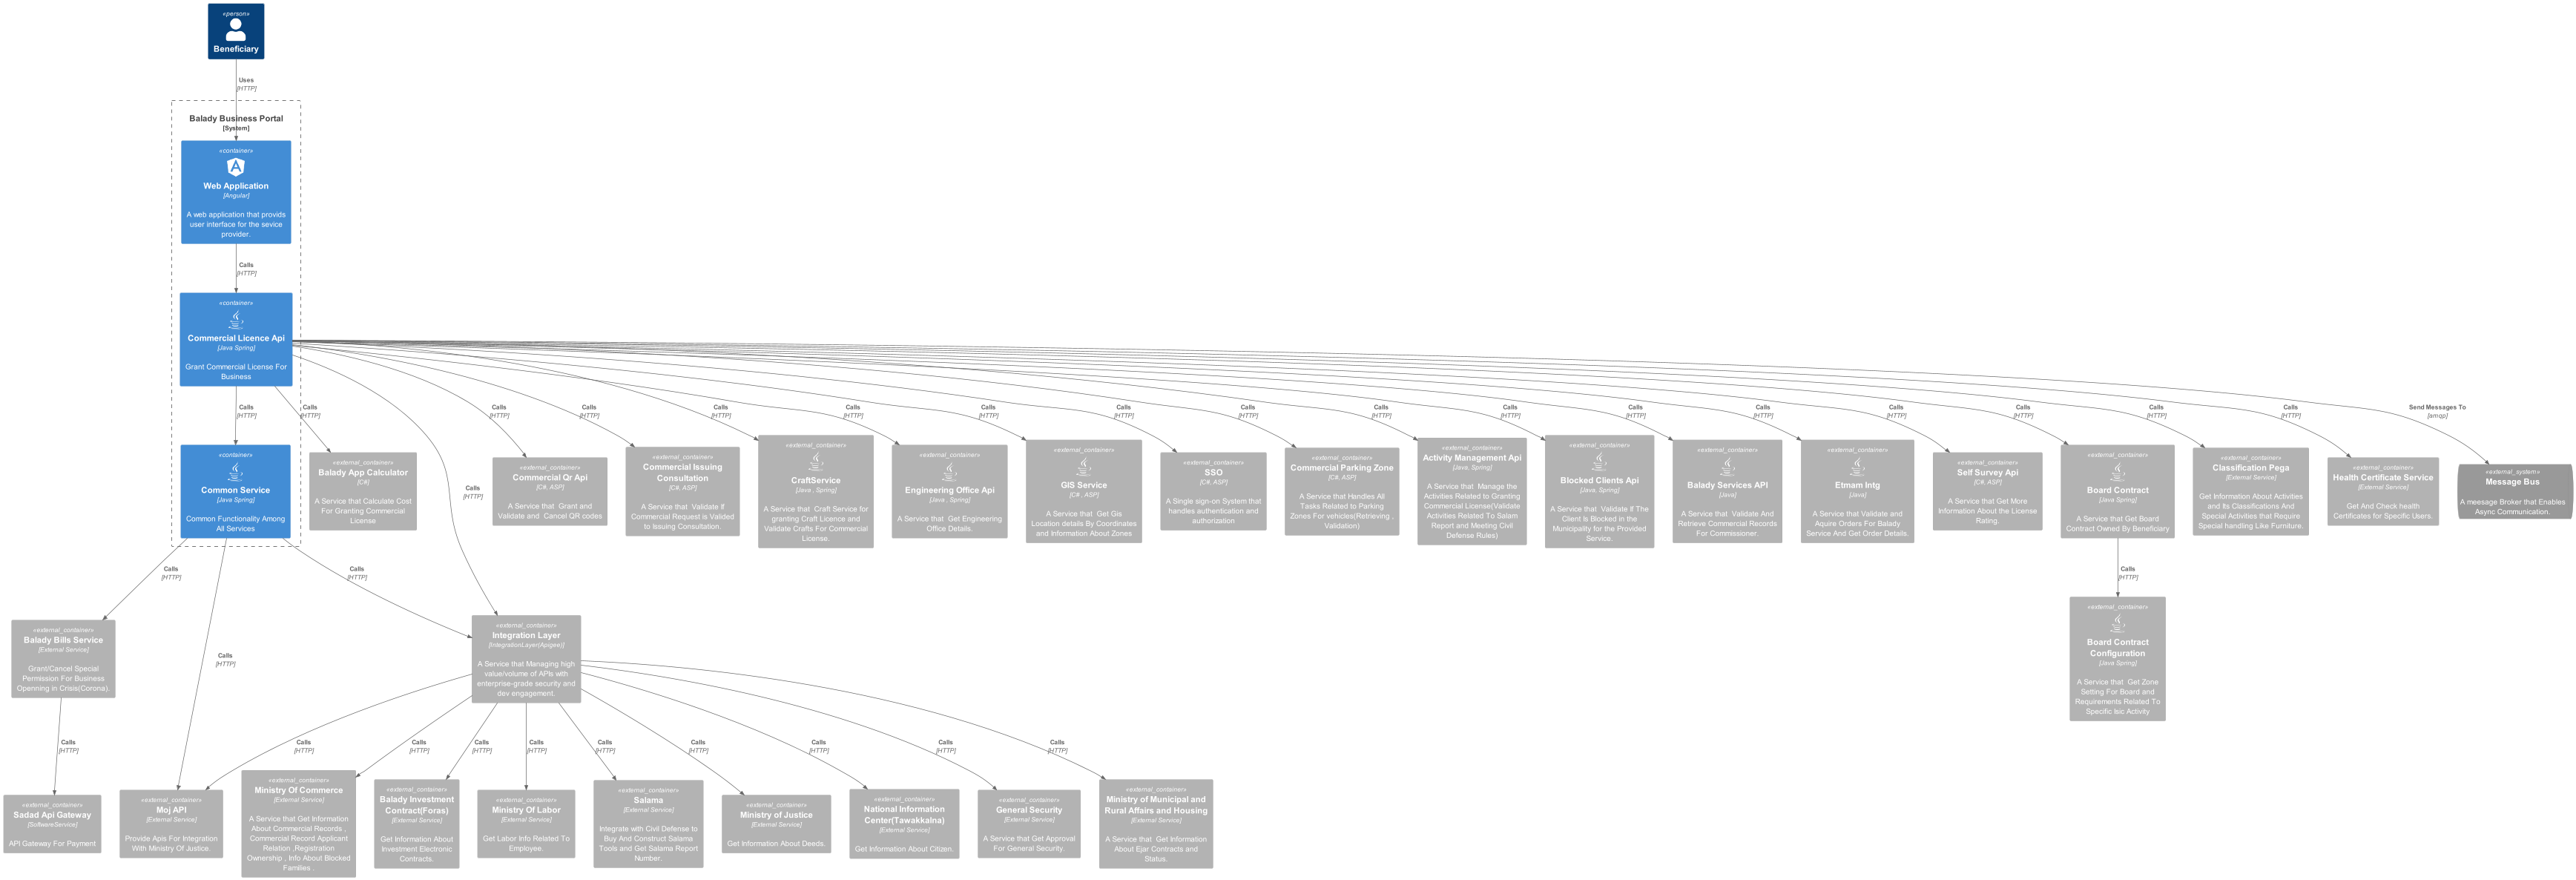 «person»
Beneficiary
Uses
[HTTP]
Balady Business Portal
[System]
«container»
Web Application
[Angular]
A web application that provids
user interface for the sevice
provider.
Calls
[HTTP]
«container»
Commercial Licence Api
[Java Spring]
Grant Commercial License For
Business
Calls
[HTTP]
Calls
[HTTP]
Calls
[HTTP]
Calls
[HTTP]
Calls
[HTTP]
Calls
[HTTP]
Calls
[HTTP]
Calls
[HTTP]
Calls
[HTTP]
Calls
[HTTP]
Calls
[HTTP]
Calls
[HTTP]
Calls
[HTTP]
Calls
[HTTP]
Calls
[HTTP]
Calls
[HTTP]
Calls
[HTTP]
Calls
[HTTP]
Send Messages To
[amqp]
«container»
Common Service
[Java Spring]
Common Functionality Among
All Services
«external_container»
Balady App Calculator
[C#]
A Service that Calculate Cost
For Granting Commercial
License
«external_container»
Commercial Qr Api
[C#, ASP]
A Service that Grant and
Validate and Cancel QR codes
«external_container»
Commercial Issuing
Consultation
[C#, ASP]
A Service that Validate If
Commercial Request is Valided
to Issuing Consultation.
«external_container»
CraftService
[Java , Spring]
A Service that Craft Service for
granting Craft Licence and
Validate Crafts For Commercial
License.
«external_container»
Engineering Office Api
[Java , Spring]
A Service that Get Engineering
Office Details.
«external_container»
GIS Service
[C# , ASP]
A Service that Get Gis
Location details By Coordinates
and Information About Zones
«external_container»
SSO
[C#, ASP]
A Single sign-on System that
handles authentication and
authorization
«external_container»
Commercial Parking Zone
[C#, ASP]
A Service that Handles All
Tasks Related to Parking
Zones For vehicles(Retrieving ,
Validation)
«external_container»
Activity Management Api
[Java, Spring]
A Service that Manage the
Activities Related to Granting
Commercial License(Validate
Activities Related To Salam
Report and Meeting Civil
Defense Rules)
«external_container»
Blocked Clients Api
[Java, Spring]
A Service that Validate If The
Client Is Blocked in the
Municipality for the Provided
Service.
«external_container»
Balady Services API
[Java]
A Service that Validate And
Retrieve Commercial Records
For Commissioner.
«external_container»
Etmam Intg
[Java]
A Service that Validate and
Aquire Orders For Balady
Service And Get Order Details.
«external_container»
Self Survey Api
[C#, ASP]
A Service that Get More
Information About the License
Rating.
«external_container»
Board Contract
[Java Spring]
A Service that Get Board
Contract Owned By Beneficiary
«external_container»
Classification Pega
[External Service]
Get Information About Activities
and Its Classifications And
Special Activities that Require
Special handling Like Furniture.
«external_container»
Health Certificate Service
[External Service]
Get And Check health
Certificates for Specific Users.
«external_system»
Message Bus
A meesage Broker that Enables
Async Communication.
Calls
[HTTP]
Calls
[HTTP]
Calls
[HTTP]
Calls
[HTTP]
«external_container»
Balady Bills Service
[External Service]
Grant/Cancel Special
Permission For Business
Openning in Crisis(Corona).
«external_container»
Integration Layer
[IntegrationLayer(Apigee)]
A Service that Managing high
value/volume of APIs with
enterprise-grade security and
dev engagement.
«external_container»
Board Contract
Configuration
[Java Spring]
A Service that Get Zone
Setting For Board and
Requirements Related To
Specific Isic Activity
Calls
[HTTP]
Calls
[HTTP]
Calls
[HTTP]
Calls
[HTTP]
Calls
[HTTP]
Calls
[HTTP]
Calls
[HTTP]
Calls
[HTTP]
Calls
[HTTP]
Calls
[HTTP]
«external_container»
Sadad Api Gateway
[SoftwareService]
API Gateway For Payment
«external_container»
Moj API
[External Service]
Provide Apis For Integration
With Ministry Of Justice.
«external_container»
Ministry Of Commerce
[External Service]
A Service that Get Information
About Commercial Records ,
Commercial Record Applicant
Relation ,Registration
Ownership , Info About Blocked
Families .
«external_container»
Balady Investment
Contract(Foras)
[External Service]
Get Information About
Investment Electronic
Contracts.
«external_container»
Ministry Of Labor
[External Service]
Get Labor Info Related To
Employee.
«external_container»
Salama
[External Service]
Integrate with Civil Defense to
Buy And Construct Salama
Tools and Get Salama Report
Number.
«external_container»
Ministry of Justice
[External Service]
Get Information About Deeds.
«external_container»
National Information
Center(Tawakkalna)
[External Service]
Get Information About Citizen.
«external_container»
General Security
[External Service]
A Service that Get Approval
For General Security.
«external_container»
Ministry of Municipal and
Rural Affairs and Housing
[External Service]
A Service that Get Information
About Ejar Contracts and
Status.